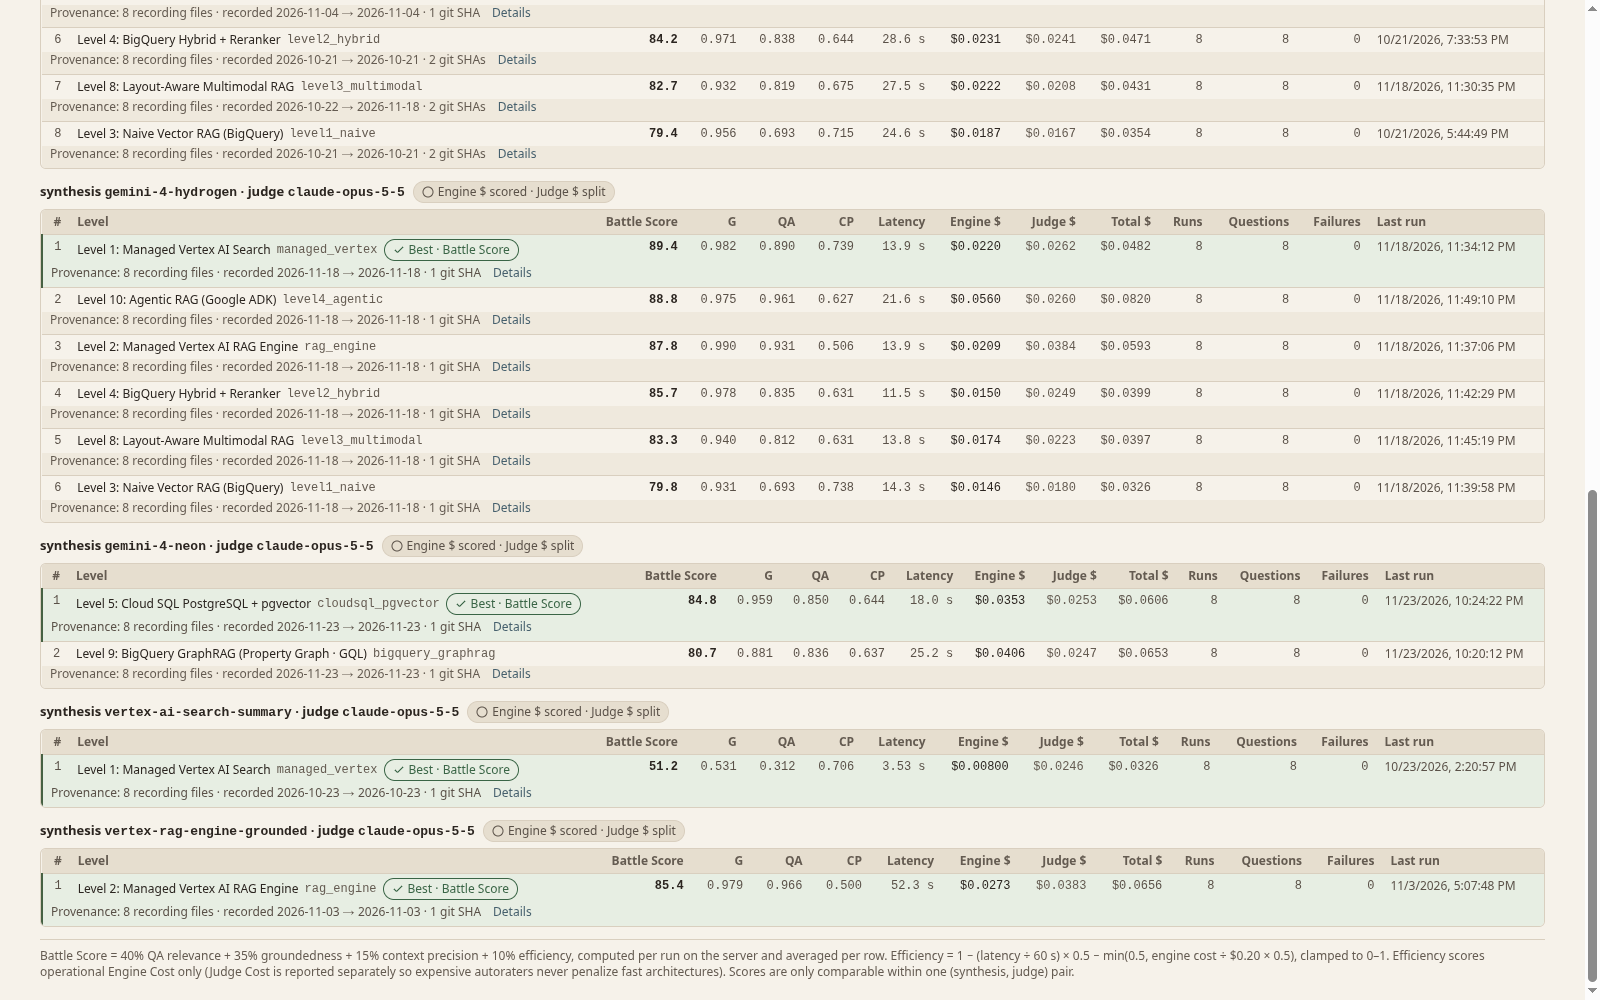 Provenance: 8 recording files · recorded 2026-11-04 → 2026-11-04 · 1 git SHA Details
6 Level 4: BigQuery Hybrid + Reranker level2_hybrid 84.2 0.971 0.838 0.644 28.6 s $0.0231 $0.0241 $0.0471 8 8 0 10/21/2026, 7:33:53 PM
Provenance: 8 recording files · recorded 2026-10-21 → 2026-10-21 · 2 git SHAs Details
7 Level 8: Layout-Aware Multimodal RAG level3_multimodal 82.7 0.932 0.819 0.675 27.5 s $0.0222 $0.0208 $0.0431 8 8 0 11/18/2026, 11:30:35 PM
Provenance: 8 recording files · recorded 2026-10-22 → 2026-11-18 · 2 git SHAs Details
8 Level 3: Naive Vector RAG (BigQuery) level1_naive 79.4 0.956 0.693 0.715 24.6 s $0.0187 $0.0167 $0.0354 8 8 0 10/21/2026, 5:44:49 PM
Provenance: 8 recording files · recorded 2026-10-21 → 2026-10-21 · 2 git SHAs Details
synthesis gemini-4-hydrogen · judge claude-opus-5-5 Engine $ scored · Judge $ split
# Level Battle Score G QA CP Latency Engine $ Judge $ Total $ Runs Questions Failures Last run
1 Level 1: Managed Vertex AI Search managed_vertex ✓ Best · Battle Score 89.4 0.982 0.890 0.739 13.9 s $0.0220 $0.0262 $0.0482 8 8 0 11/18/2026, 11:34:12 PM
Provenance: 8 recording files · recorded 2026-11-18 → 2026-11-18 · 1 git SHA Details
2 Level 10: Agentic RAG (Google ADK) level4_agentic 88.8 0.975 0.961 0.627 21.6 s $0.0560 $0.0260 $0.0820 8 8 0 11/18/2026, 11:49:10 PM
Provenance: 8 recording files · recorded 2026-11-18 → 2026-11-18 · 1 git SHA Details
3 Level 2: Managed Vertex AI RAG Engine rag_engine 87.8 0.990 0.931 0.506 13.9 s $0.0209 $0.0384 $0.0593 8 8 0 11/18/2026, 11:37:06 PM
Provenance: 8 recording files · recorded 2026-11-18 → 2026-11-18 · 1 git SHA Details
4 Level 4: BigQuery Hybrid + Reranker level2_hybrid 85.7 0.978 0.835 0.631 11.5 s $0.0150 $0.0249 $0.0399 8 8 0 11/18/2026, 11:42:29 PM
Provenance: 8 recording files · recorded 2026-11-18 → 2026-11-18 · 1 git SHA Details
5 Level 8: Layout-Aware Multimodal RAG level3_multimodal 83.3 0.940 0.812 0.631 13.8 s $0.0174 $0.0223 $0.0397 8 8 0 11/18/2026, 11:45:19 PM
Provenance: 8 recording files · recorded 2026-11-18 → 2026-11-18 · 1 git SHA Details
6 Level 3: Naive Vector RAG (BigQuery) level1_naive 79.8 0.931 0.693 0.738 14.3 s $0.0146 $0.0180 $0.0326 8 8 0 11/18/2026, 11:39:58 PM
Provenance: 8 recording files · recorded 2026-11-18 → 2026-11-18 · 1 git SHA Details
synthesis gemini-4-neon · judge claude-opus-5-5 Engine $ scored · Judge $ split
# Level Battle Score G QA CP Latency Engine $ Judge $ Total $ Runs Questions Failures Last run
1 Level 5: Cloud SQL PostgreSQL + pgvector cloudsql_pgvector ✓ Best · Battle Score 84.8 0.959 0.850 0.644 18.0 s $0.0353 $0.0253 $0.0606 8 8 0 11/23/2026, 10:24:22 PM
Provenance: 8 recording files · recorded 2026-11-23 → 2026-11-23 · 1 git SHA Details
2 Level 9: BigQuery GraphRAG (Property Graph · GQL) bigquery_graphrag 80.7 0.881 0.836 0.637 25.2 s $0.0406 $0.0247 $0.0653 8 8 0 11/23/2026, 10:20:12 PM
Provenance: 8 recording files · recorded 2026-11-23 → 2026-11-23 · 1 git SHA Details
synthesis vertex-ai-search-summary · judge claude-opus-5-5 Engine $ scored · Judge $ split
# Level Battle Score G QA CP Latency Engine $ Judge $ Total $ Runs Questions Failures Last run
1 Level 1: Managed Vertex AI Search managed_vertex ✓ Best · Battle Score 51.2 0.531 0.312 0.706 3.53 s $0.00800 $0.0246 $0.0326 8 8 0 10/23/2026, 2:20:57 PM
Provenance: 8 recording files · recorded 2026-10-23 → 2026-10-23 · 1 git SHA Details
synthesis vertex-rag-engine-grounded · judge claude-opus-5-5 Engine $ scored · Judge $ split
# Level Battle Score G QA CP Latency Engine $ Judge $ Total $ Runs Questions Failures Last run
1 Level 2: Managed Vertex AI RAG Engine rag_engine ✓ Best · Battle Score 85.4 0.979 0.966 0.500 52.3 s $0.0273 $0.0383 $0.0656 8 8 0 11/3/2026, 5:07:48 PM
Provenance: 8 recording files · recorded 2026-11-03 → 2026-11-03 · 1 git SHA Details
Battle Score = 40% QA relevance + 35% groundedness + 15% context precision + 10% efficiency, computed per run on the server and averaged per row. Efficiency = 1 − (latency ÷ 60 s) × 0.5 − min(0.5, engine cost ÷ $0.20 × 0.5), clamped to 0–1. Efficiency scores
operational Engine Cost only (Judge Cost is reported separately so expensive autoraters never penalize fast architectures). Scores are only comparable within one (synthesis, judge) pair.